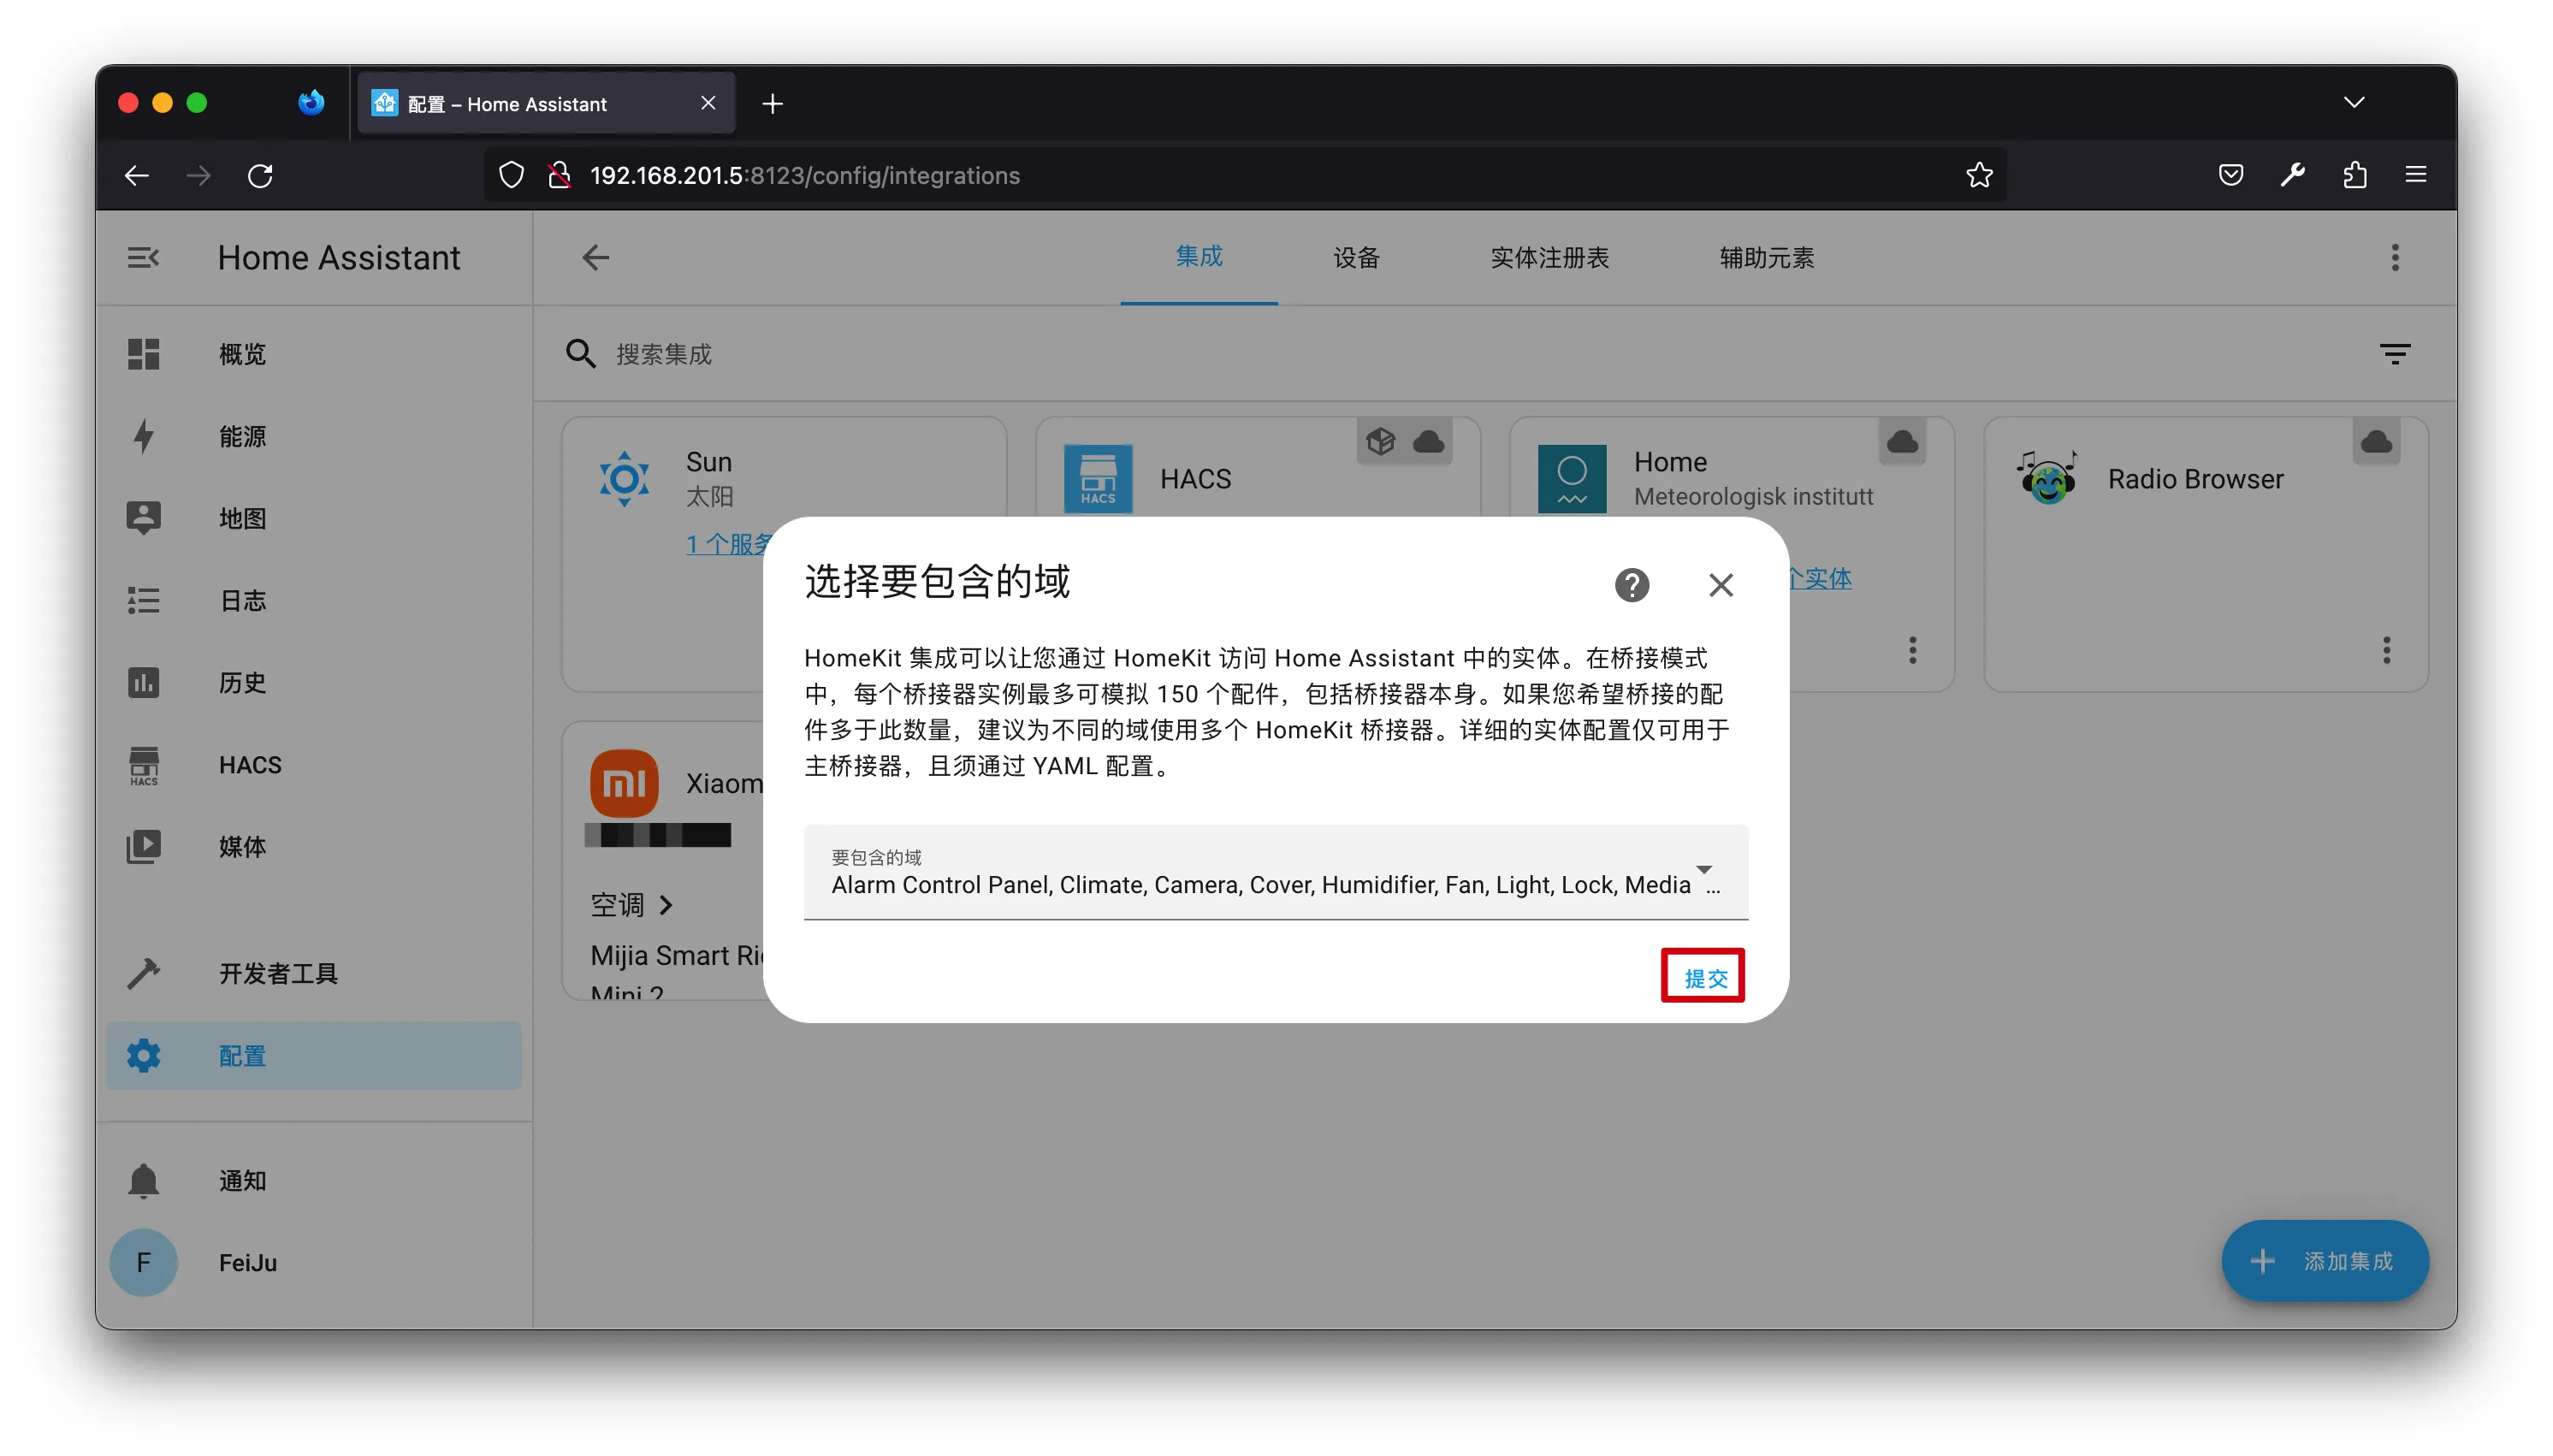 配置 – Home Assistant
192.168.201.5:8123/config/integrations
Home Assistant
集成
设备
实体注册表
辅助元素
概览
能源
地图
日志
历史
HACS
HACS
媒体
开发者工具
配置
通知
F
FeiJu
搜索集成
Sun
太阳
1 个服务
HACS
HACS
Home
Meteorologisk institutt
个实体
Radio Browser
Xiaom
空调
Mijia Smart Ri
Mini 2
选择要包含的域
HomeKit 集成可以让您通过 HomeKit 访问 Home Assistant 中的实体。在桥接模式
中，每个桥接器实例最多可模拟 150 个配件，包括桥接器本身。如果您希望桥接的配
件多于此数量，建议为不同的域使用多个 HomeKit 桥接器。详细的实体配置仅可用于
主桥接器，且须通过 YAML 配置。
要包含的域
Alarm Control Panel, Climate, Camera, Cover, Humidifier, Fan, Light, Lock, Media ...
提交
添加集成